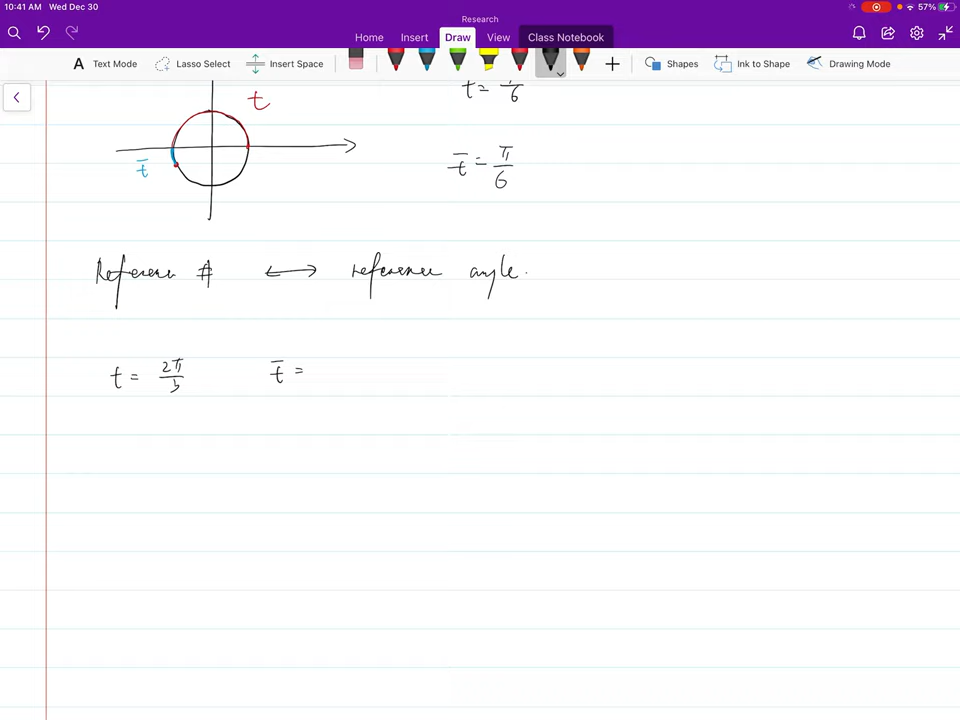 10:41 AM Wed Dec 30
57%
Research
Home Insert Draw View Class Notebook
Text Mode Lasso Select Insert Space Shapes Ink to Shape Drawing Mode
t
t =
6
t̄
t̄ = π/6
Reference # ↔ reference angle.
t = 2π/3 t̄ =